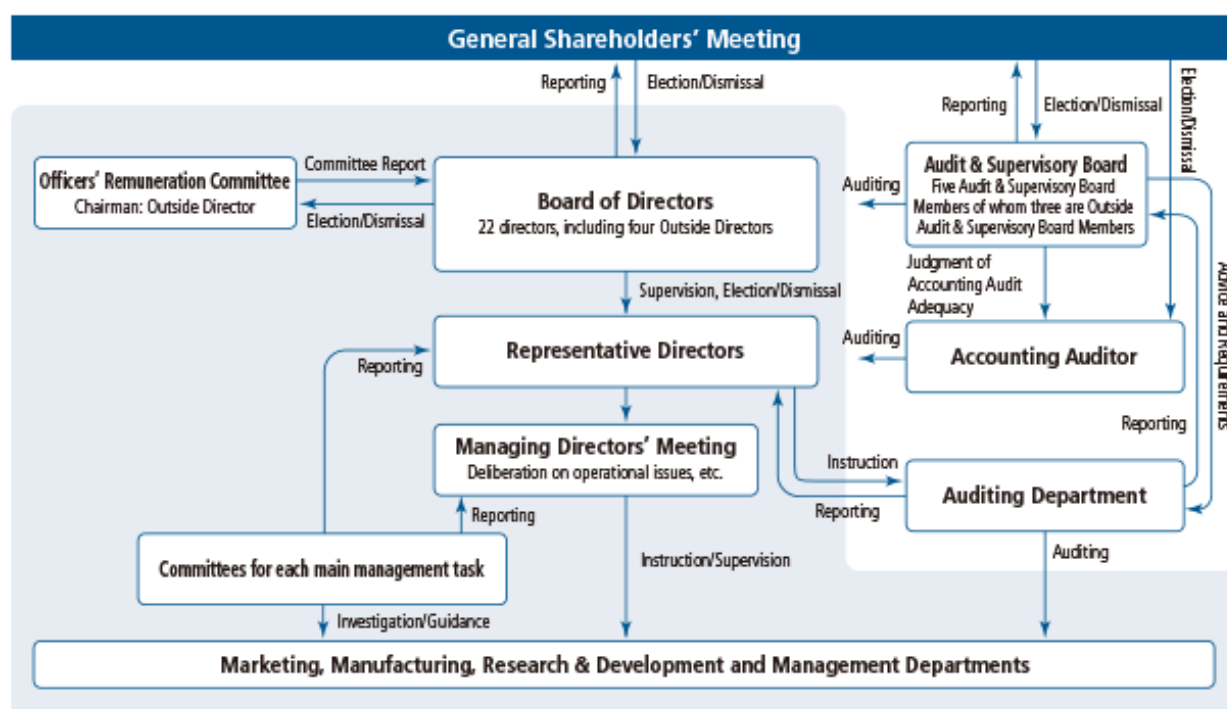 General Shareholders' Meeting
Reporting
Election/Dismissal
Reporting
Election/Dismissal
Election/Dismissal
Officers' Remuneration Committee
Chairman: Outside Director
Committee Report
Election/Dismissal
Board of Directors
22 directors, including four Outside Directors
Auditing
Audit & Supervisory Board
Five Audit & Supervisory Board
Members of whom three are Outside
Audit & Supervisory Board Members
Supervision, Election/Dismissal
Judgment of
Accounting Audit
Adequacy
Advice and Requirements
Reporting
Representative Directors
Auditing
Accounting Auditor
Managing Directors' Meeting
Deliberation on operational issues, etc.
Reporting
Instruction
Reporting
Auditing Department
Reporting
Committees for each main management task
Instruction/Supervision
Auditing
Investigation/Guidance
Marketing, Manufacturing, Research & Development and Management Departments